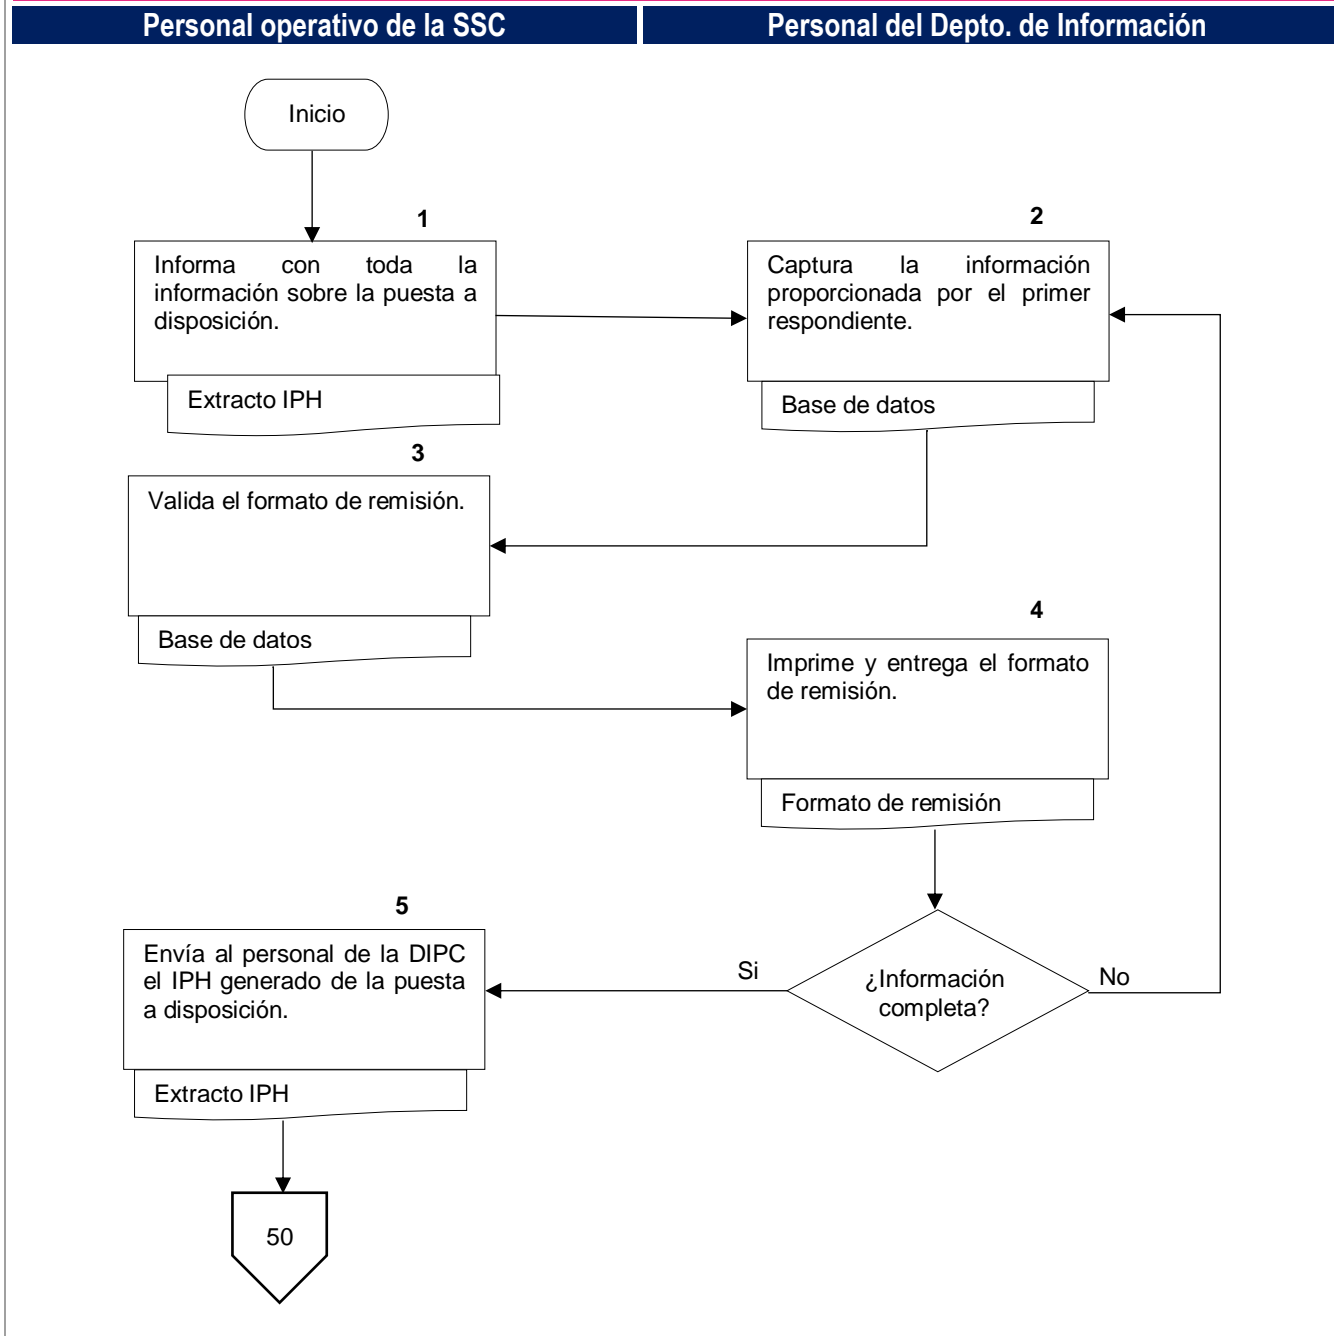 Personal operativo de la SSC
Personal del Depto. de Información
Inicio
1
Informa con toda la
información sobre la puesta a
disposición.
Extracto IPH
2
Captura la información
proporcionada por el primer
respondiente.
Base de datos
3
Valida el formato de remisión.
Base de datos
4
Imprime y entrega el formato
de remisión.
Formato de remisión
¿Información
completa?
Si
No
5
Envía al personal de la DIPC
el IPH generado de la puesta
a disposición.
Extracto IPH
50